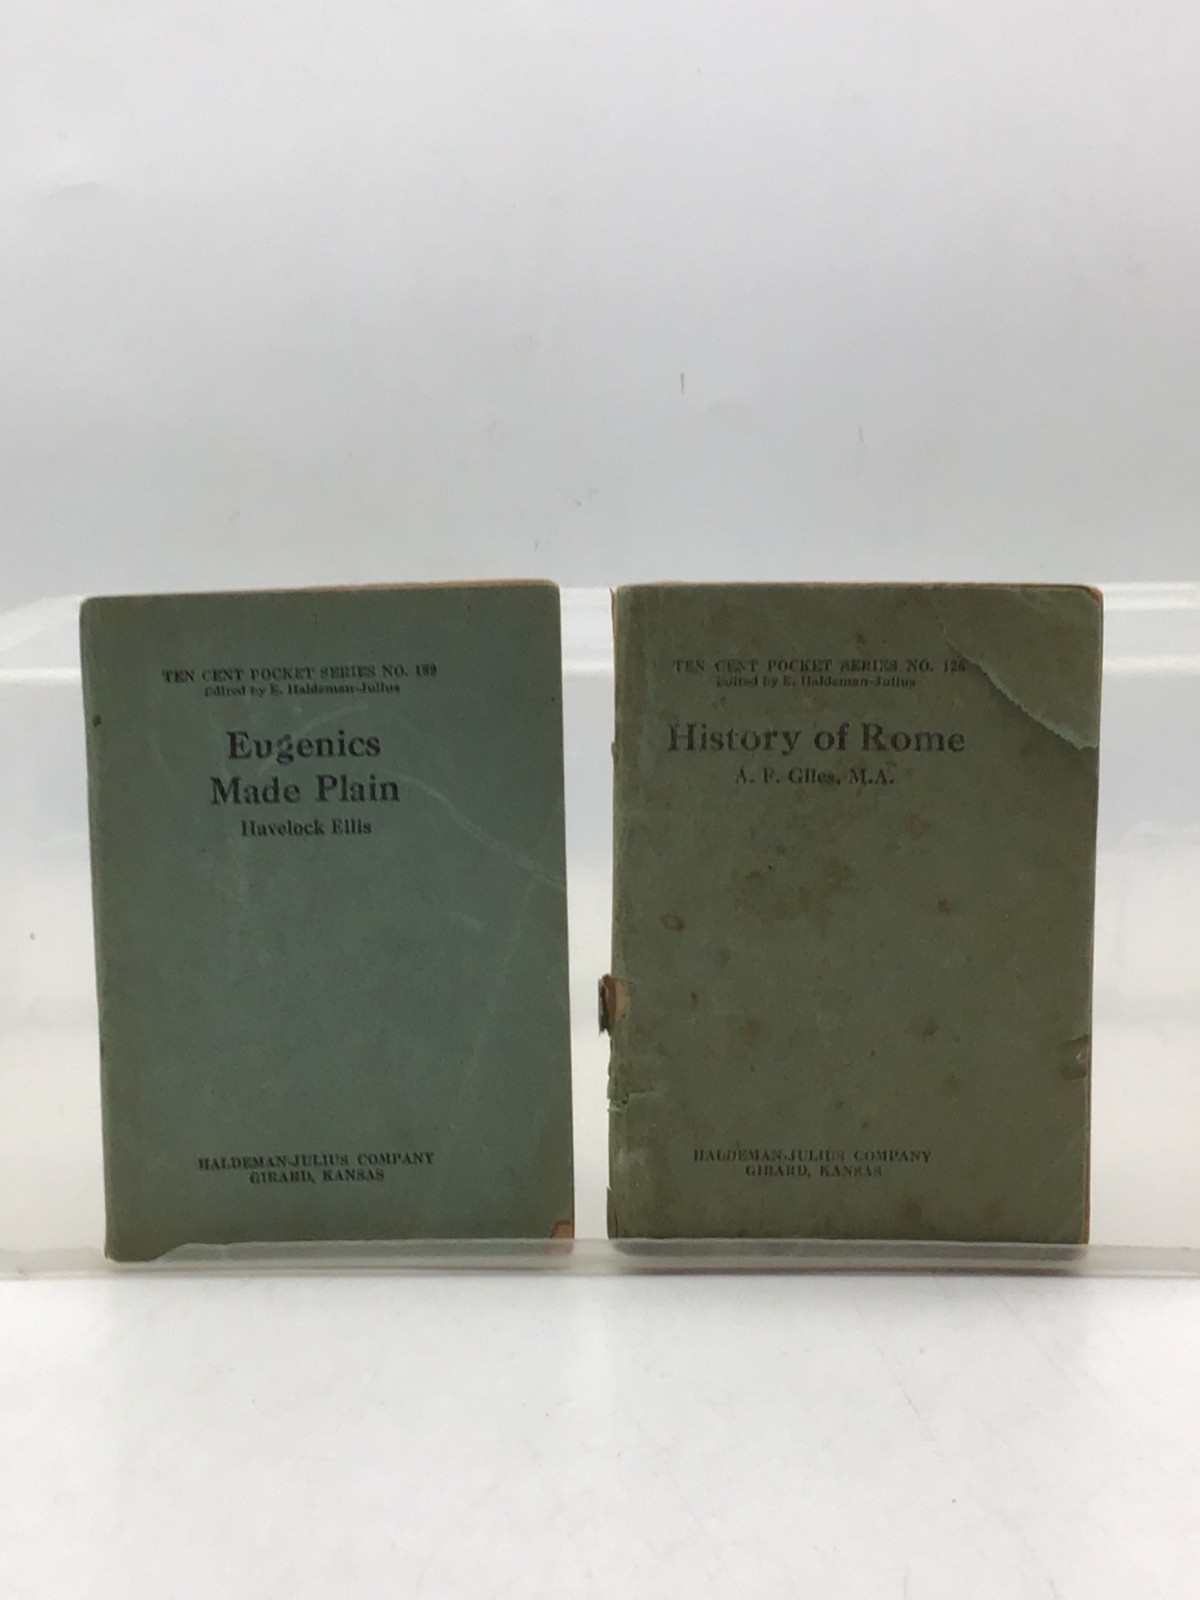 TEN CENT POCKET SERIES NO. 189
Edited by E. Haldeman-Julius
Eugenics
Made Plain
Havelock Ellis
HALDEMAN-JULIUS COMPANY
GIRARD, KANSAS
TEN CENT POCKET SERIES NO. 126
Edited by E. Haldeman-Julius
History of Rome
A. F. Giles, M.A.
HALDEMAN-JULIUS COMPANY
GIRARD, KANSAS